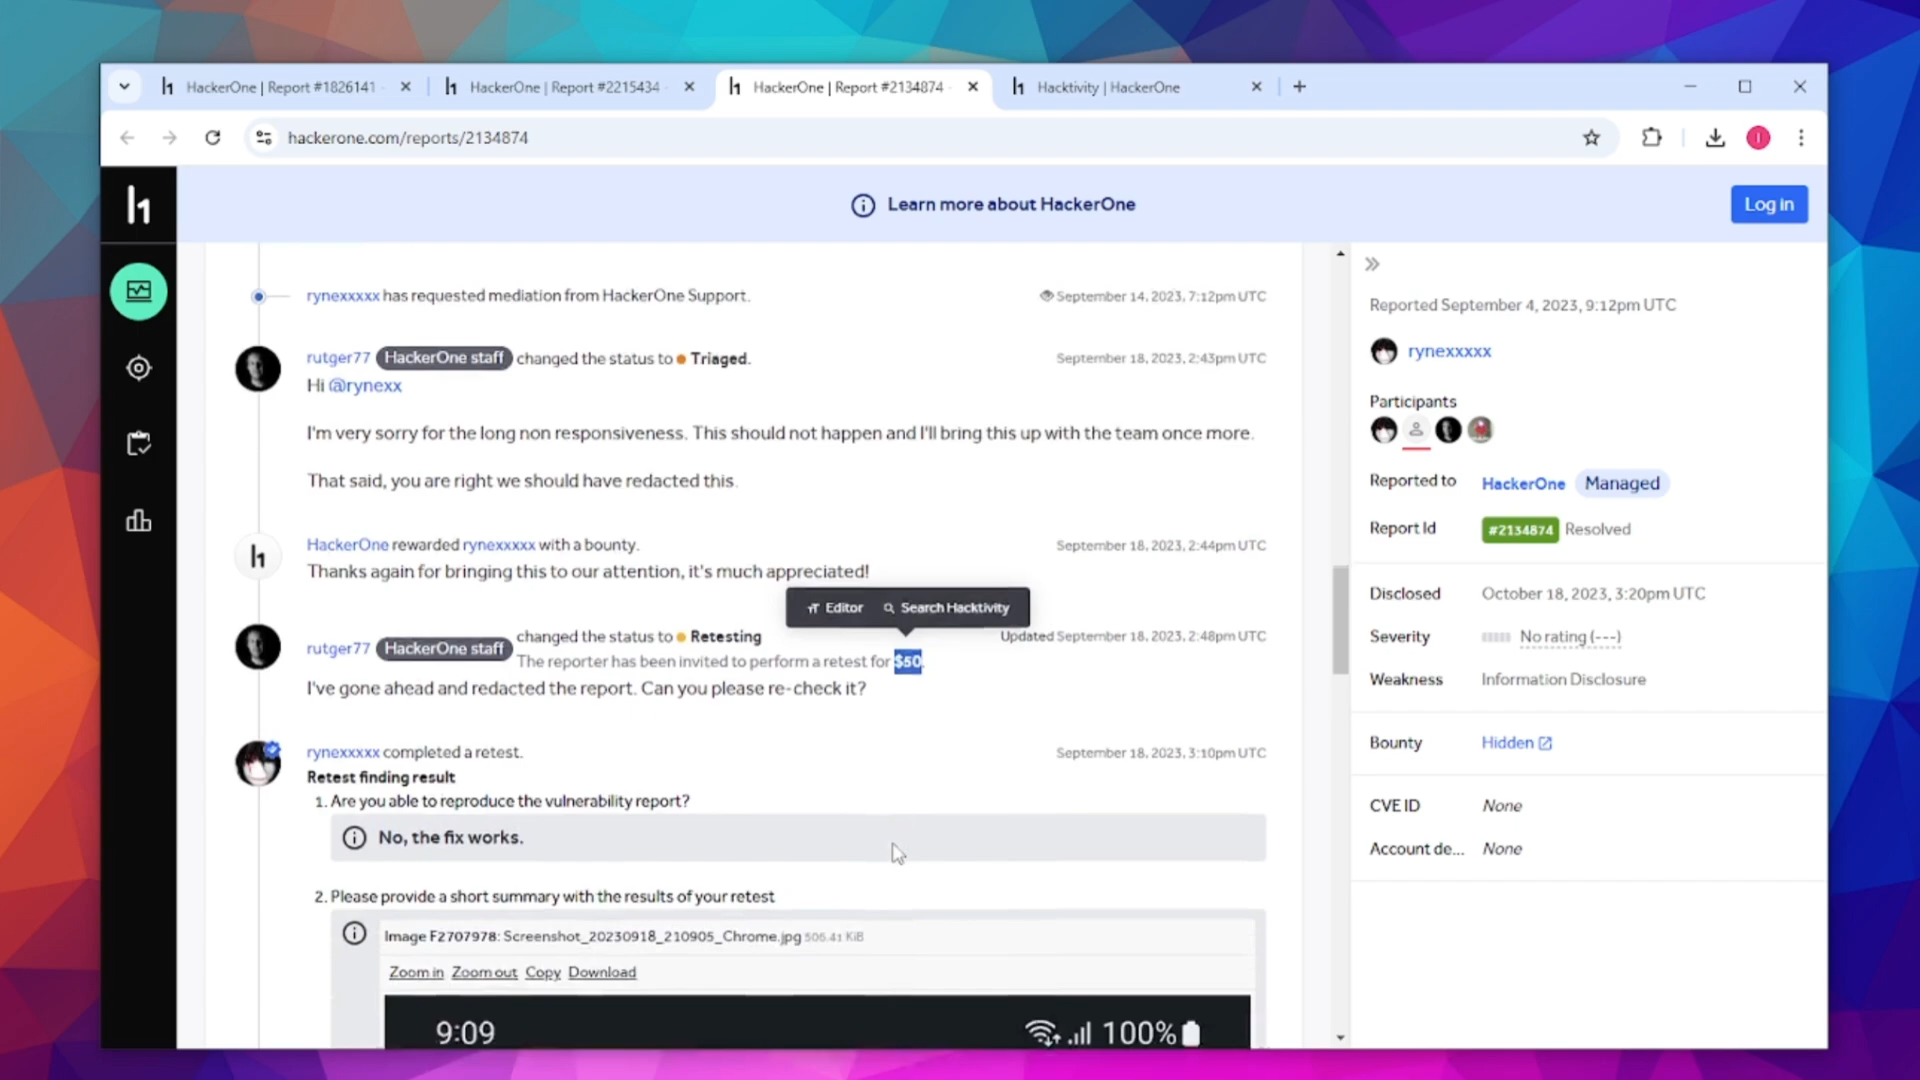 HackerOne | Report #1826141
HackerOne | Report #2215434
HackerOne | Report #2134874
Hacktivity | HackerOne
hackerone.com/reports/2134874
Learn more about HackerOne
Log in
rynexxxxx has requested mediation from HackerOne Support.
September 14, 2023, 7:12pm UTC
rutger77 HackerOne staff changed the status to Triaged.
September 18, 2023, 2:43pm UTC
Hi @rynexx
I'm very sorry for the long non responsiveness. This should not happen and I'll bring this up with the team once more.
That said, you are right we should have redacted this.
HackerOne rewarded rynexxxxx with a bounty.
September 18, 2023, 2:44pm UTC
Thanks again for bringing this to our attention, it's much appreciated!
Editor Search Hacktivity
rutger77 HackerOne staff changed the status to Retesting
Updated September 18, 2023, 2:48pm UTC
The reporter has been invited to perform a retest for $50.
I've gone ahead and redacted the report. Can you please re-check it?
rynexxxxx completed a retest.
September 18, 2023, 3:10pm UTC
Retest finding result
1. Are you able to reproduce the vulnerability report?
No, the fix works.
2. Please provide a short summary with the results of your retest
Image F2707978: Screenshot_20230918_210905_Chrome.jpg 506.41 KiB
Zoom in Zoom out Copy Download
9:09
100%
Reported September 4, 2023, 9:12pm UTC
rynexxxxx
Participants
Reported to HackerOne Managed
Report Id #2134874 Resolved
Disclosed October 18, 2023, 3:20pm UTC
Severity No rating (---)
Weakness Information Disclosure
Bounty Hidden
CVE ID None
Account de... None